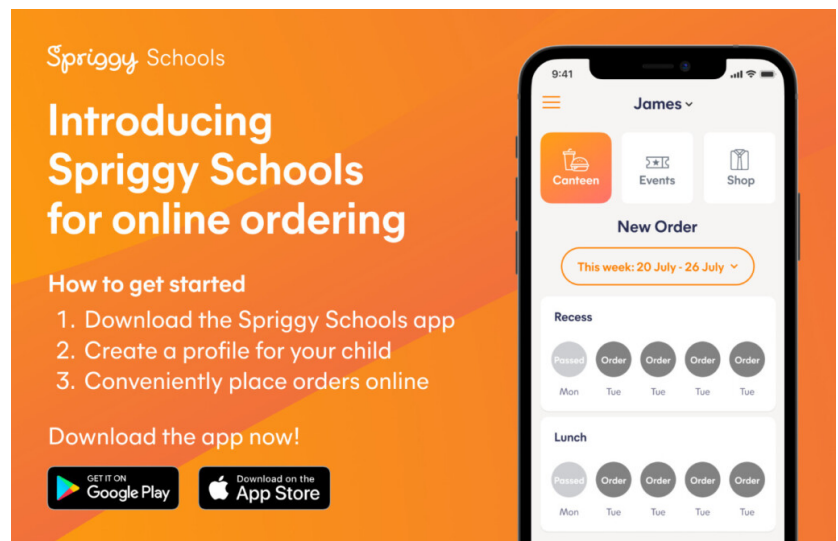 Spriggy Schools
Introducing
Spriggy Schools
for online ordering
How to get started
1. Download the Spriggy Schools app
2. Create a profile for your child
3. Conveniently place orders online
Download the app now!
GET IT ON
Google Play
Download on the
App Store
9:41
James
Canteen Events Shop
New Order
This week: 20 July - 26 July
Recess
Passed Order Order Order Order
Mon Tue Tue Tue Tue
Lunch
Passed Order Order Order Order
Mon Tue Tue Tue Tue